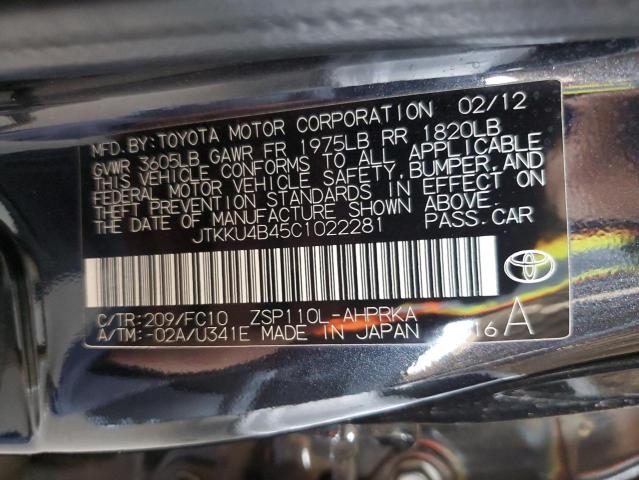 MFD. BY: TOYOTA MOTOR CORPORATION 02/12
GVWR 3605LB GAWR FR 1975LB RR 1820LB
THIS VEHICLE CONFORMS TO ALL APPLICABLE
FEDERAL MOTOR VEHICLE SAFETY, BUMPER, AND
THEFT PREVENTION STANDARDS IN EFFECT ON
THE DATE OF MANUFACTURE SHOWN ABOVE.
JTKKU4B45C1022281 PASS. CAR
C/TR: 209/FC10 ZSP110L-AHPRKA
A/TM: -02A/U341E MADE IN JAPAN 16 A